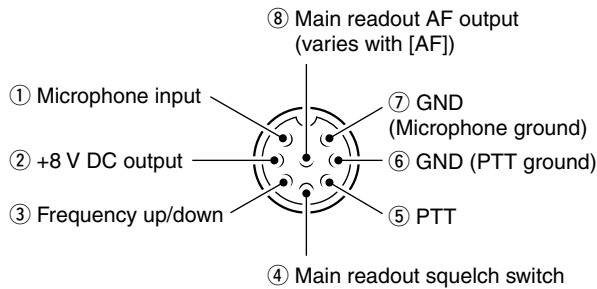 ⑧ Main readout AF output
(varies with [AF])
① Microphone input
⑦ GND
(Microphone ground)
② +8 V DC output
⑥ GND (PTT ground)
③ Frequency up/down
⑤ PTT
④ Main readout squelch switch